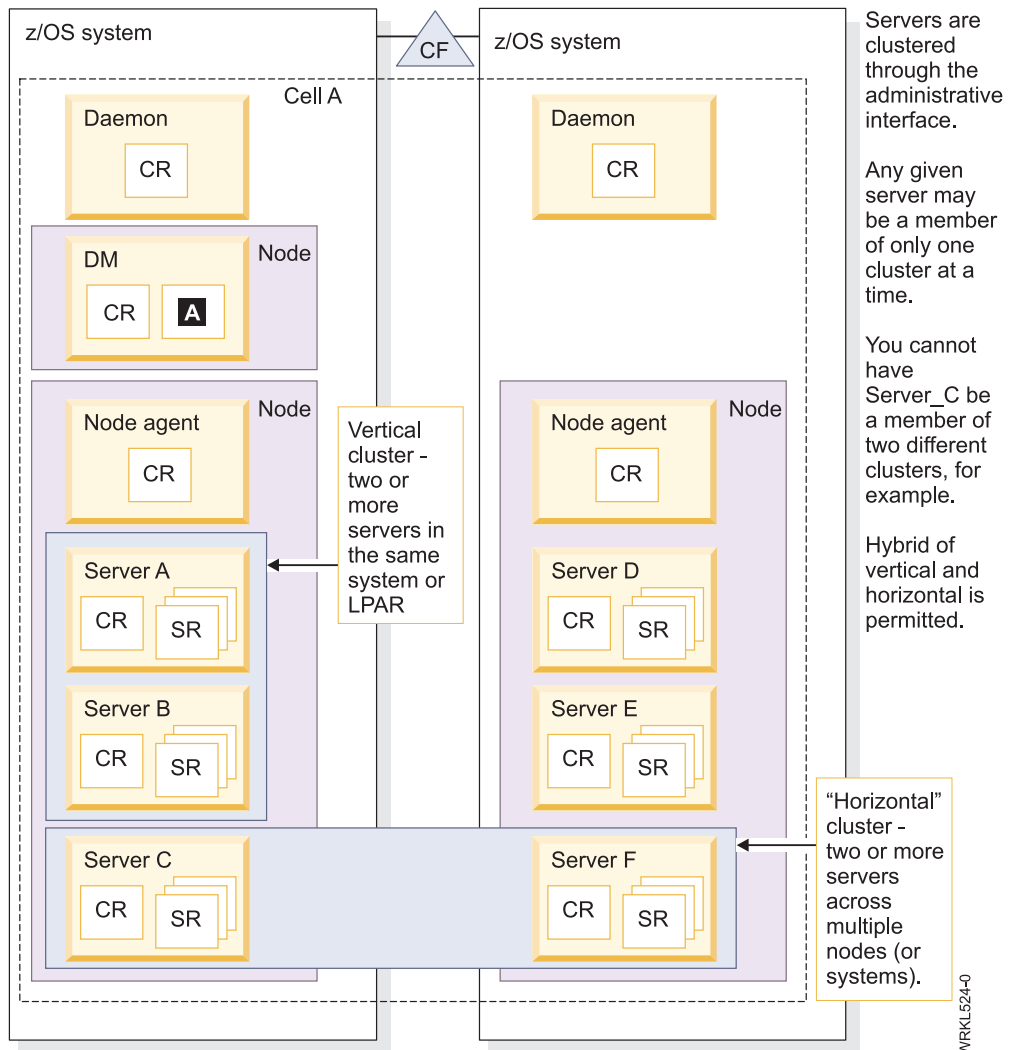 z/OS system
CF
z/OS system
Cell A
Daemon
CR
Daemon
CR
DM
Node
CR
A
Node agent
Node
CR
Node agent
Node
CR
Vertical
cluster -
two or
more
servers in
the same
system or
LPAR
Server A
CR
SR
Server B
CR
SR
Server D
CR
SR
Server E
CR
SR
Server C
CR
SR
Server F
CR
SR
“Horizontal”
cluster -
two or more
servers
across
multiple
nodes (or
systems).
Servers are
clustered
through the
administrative
interface.
Any given
server may
be a member
of only one
cluster at a
time.
You cannot
have
Server_C be
a member of
two different
clusters, for
example.
Hybrid of
vertical and
horizontal is
permitted.